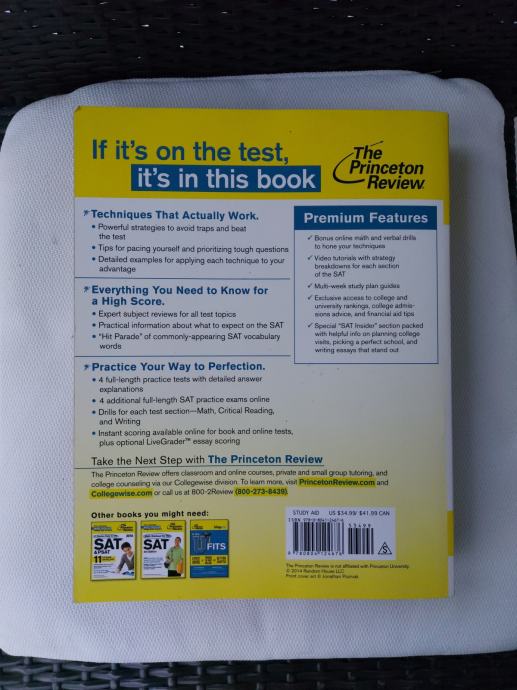 If it's on the test,
it's in this book
The
Princeton
Review
Techniques That Actually Work.
• Powerful strategies to avoid traps and beat
the test
• Tips for pacing yourself and prioritizing tough questions
• Detailed examples for applying each technique to your
advantage
Everything You Need to Know for
a High Score.
• Expert subject reviews for all test topics
• Practical information about what to expect on the SAT
• "Hit Parade" of commonly-appearing SAT vocabulary
words
Practice Your Way to Perfection.
• 4 full-length practice tests with detailed answer
explanations
• 4 additional full-length SAT practice exams online
• Drills for each test section—Math, Critical Reading,
and Writing
• Instant scoring available online for book and online tests,
plus optional LiveGrader™ essay scoring
Premium Features
✓ Bonus online math and verbal drills
to hone your techniques
✓ Video tutorials with strategy
breakdowns for each section
of the SAT
✓ Multi-week study plan guides
✓ Exclusive access to college and
university rankings, college admis-
sions advice, and financial aid tips
✓ Special "SAT Insider" section packed
with helpful info on planning college
visits, picking a perfect school, and
writing essays that stand out
Take the Next Step with The Princeton Review
The Princeton Review offers classroom and online courses, private and small group tutoring, and
college counseling via our Collegewise division. To learn more, visit PrincetonReview.com and
Collegewise.com or call us at 800-2Review (800-273-8439).
Other books you might need:
SAT
& PSAT
11
SAT
FITS
STUDY AID US $34.99/ $41.99 CAN
ISBN
53499
The Princeton Review is not affiliated with Princeton University.
© 2014 Random House LLC